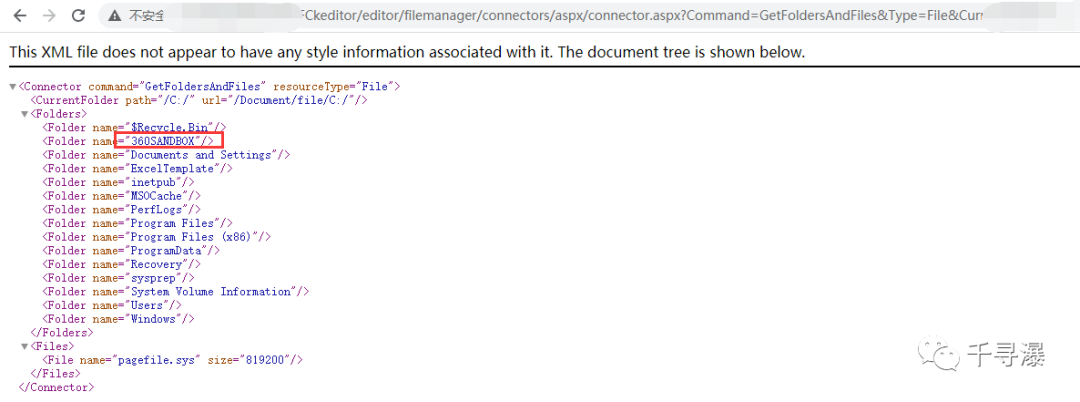 不安全 FCkeditor/editor/filemanager/connectors/aspx/connector.aspx?Command=GetFoldersAndFiles&Type=File&Curr
This XML file does not appear to have any style information associated with it. The document tree is shown below.
▼<Connector command="GetFoldersAndFiles" resourceType="File">
<CurrentFolder path="/C:/" url="/Document/file/C:/"/>
▼<Folders>
<Folder name="$Recycle.Bin"/>
<Folder name="360SANDBOX"/>
<Folder name="Documents and Settings"/>
<Folder name="ExcelTemplate"/>
<Folder name="inetpub"/>
<Folder name="MSOCache"/>
<Folder name="PerfLogs"/>
<Folder name="Program Files"/>
<Folder name="Program Files (x86)"/>
<Folder name="ProgramData"/>
<Folder name="Recovery"/>
<Folder name="sysprep"/>
<Folder name="System Volume Information"/>
<Folder name="Users"/>
<Folder name="Windows"/>
</Folders>
▼<Files>
<File name="pagefile.sys" size="819200"/>
</Files>
</Connector>
千寻瀑